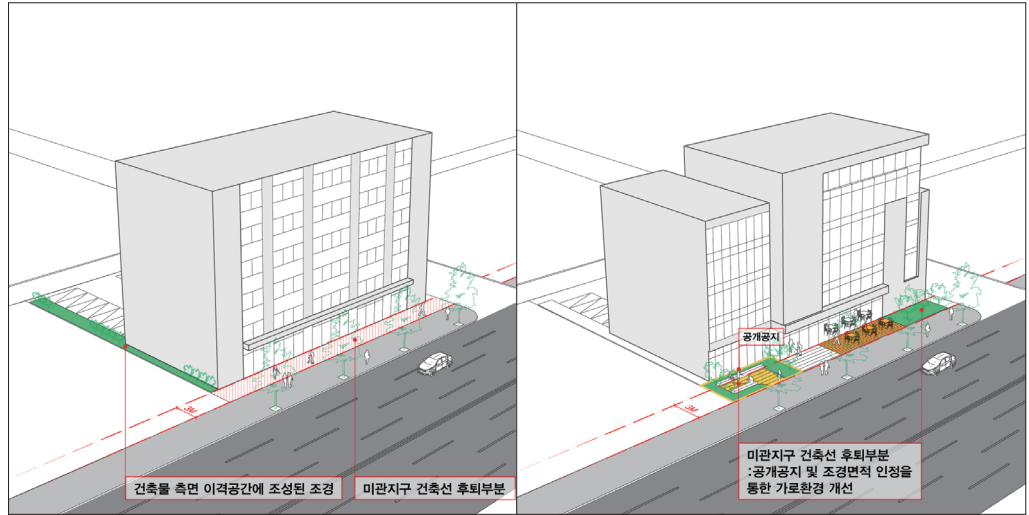 3M
건축물 측면 이격공간에 조성된 조경
미관지구 건축선 후퇴부분
공개공지
3M
미관지구 건축선 후퇴부분
:공개공지 및 조경면적 인정을
통한 가로환경 개선